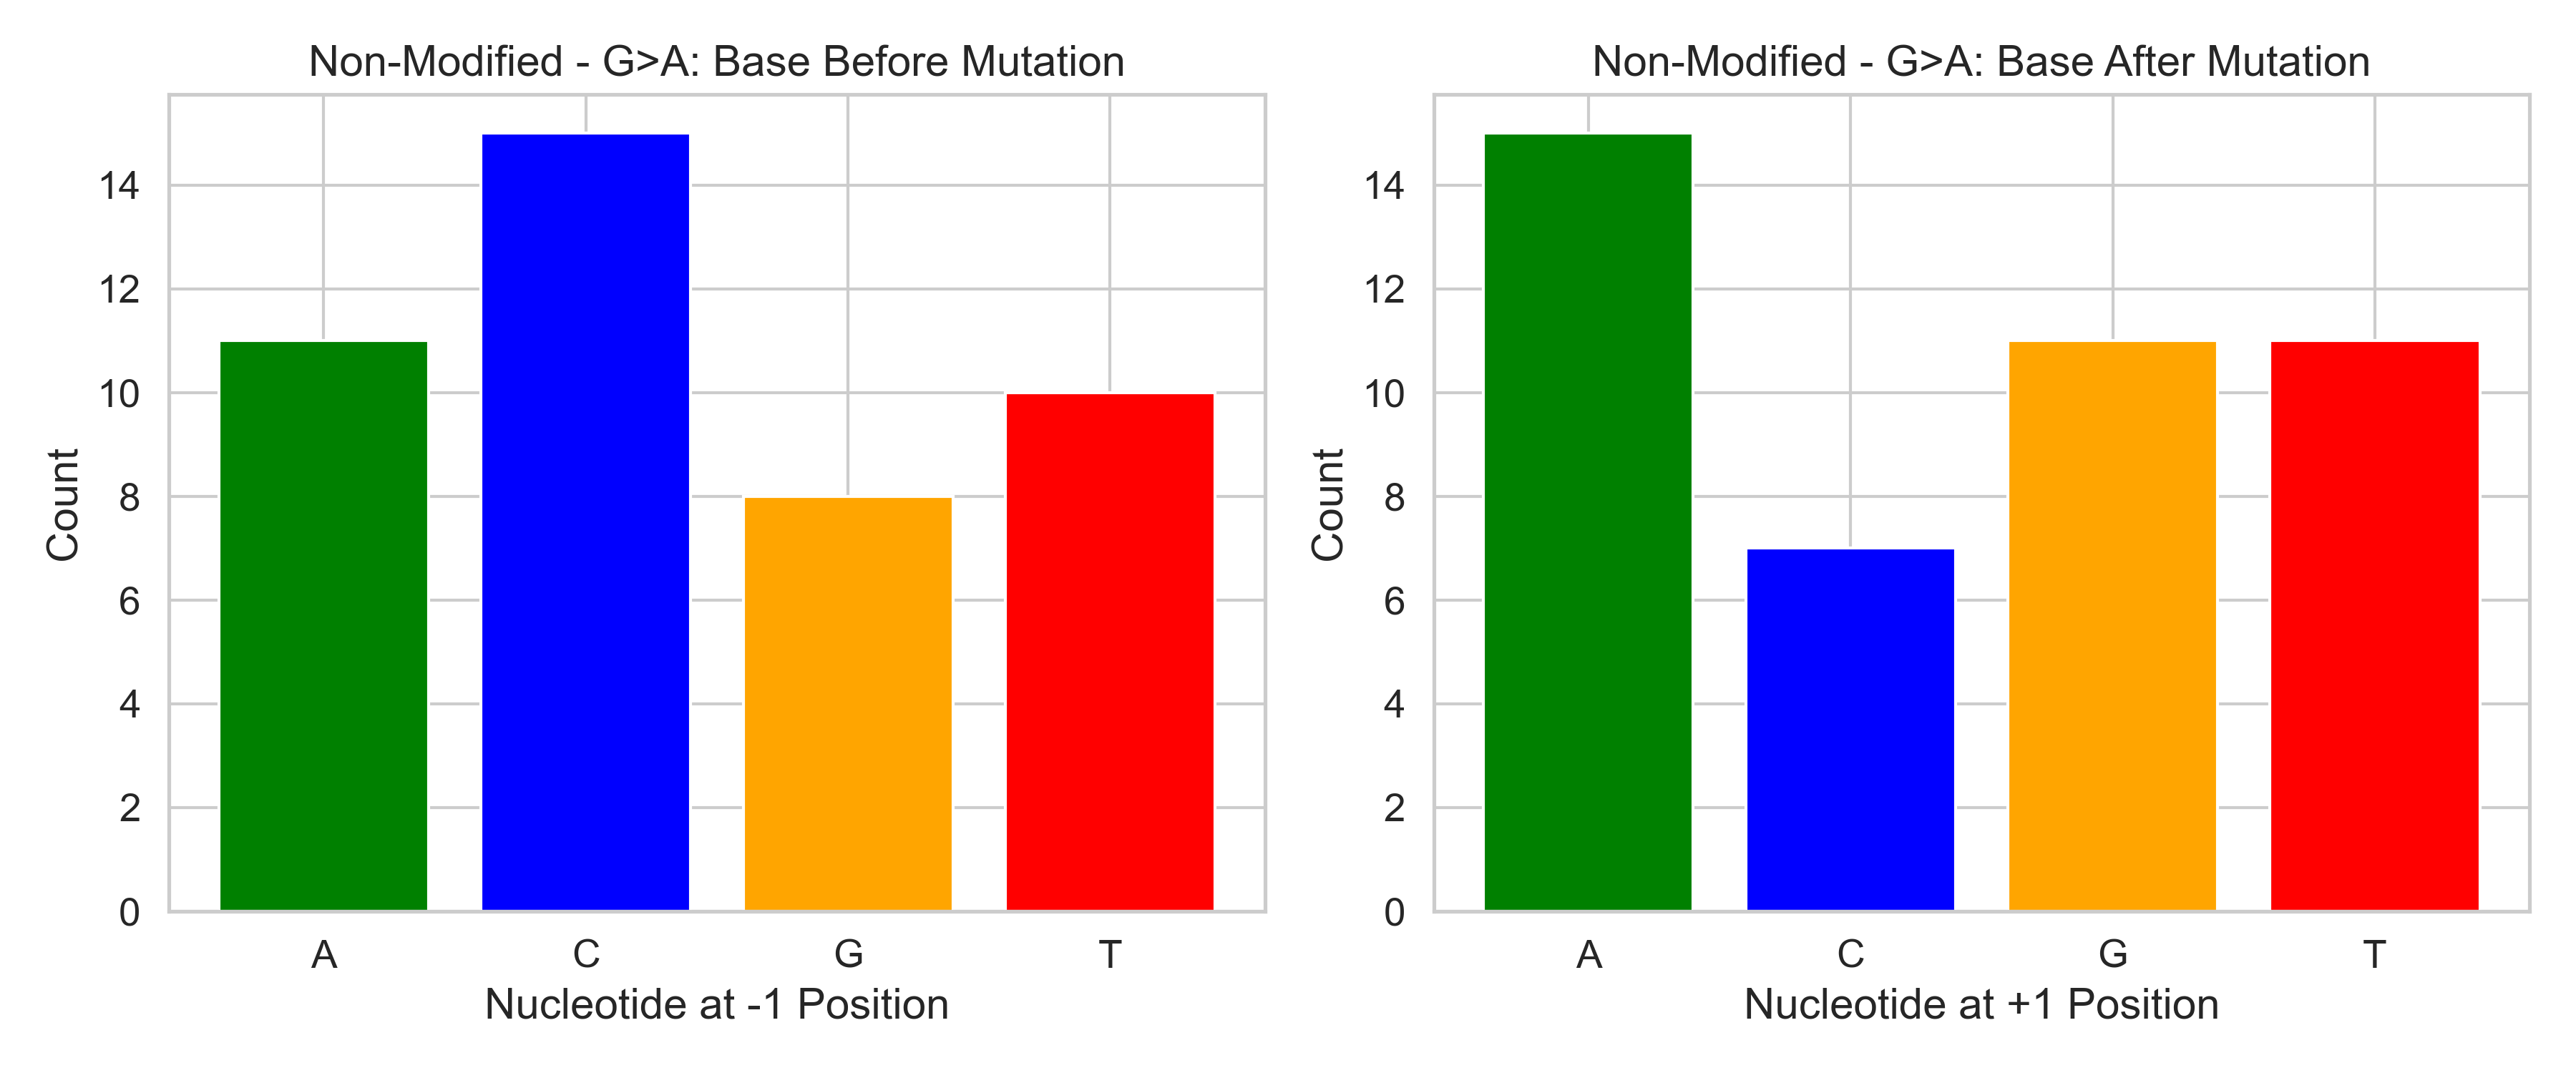 Non-Modified - G>A: Base Before Mutation
14
12
10
8
6
4
2
0
Count
A C G T
Nucleotide at -1 Position
Non-Modified - G>A: Base After Mutation
14
12
10
8
6
4
2
0
Count
A C G T
Nucleotide at +1 Position